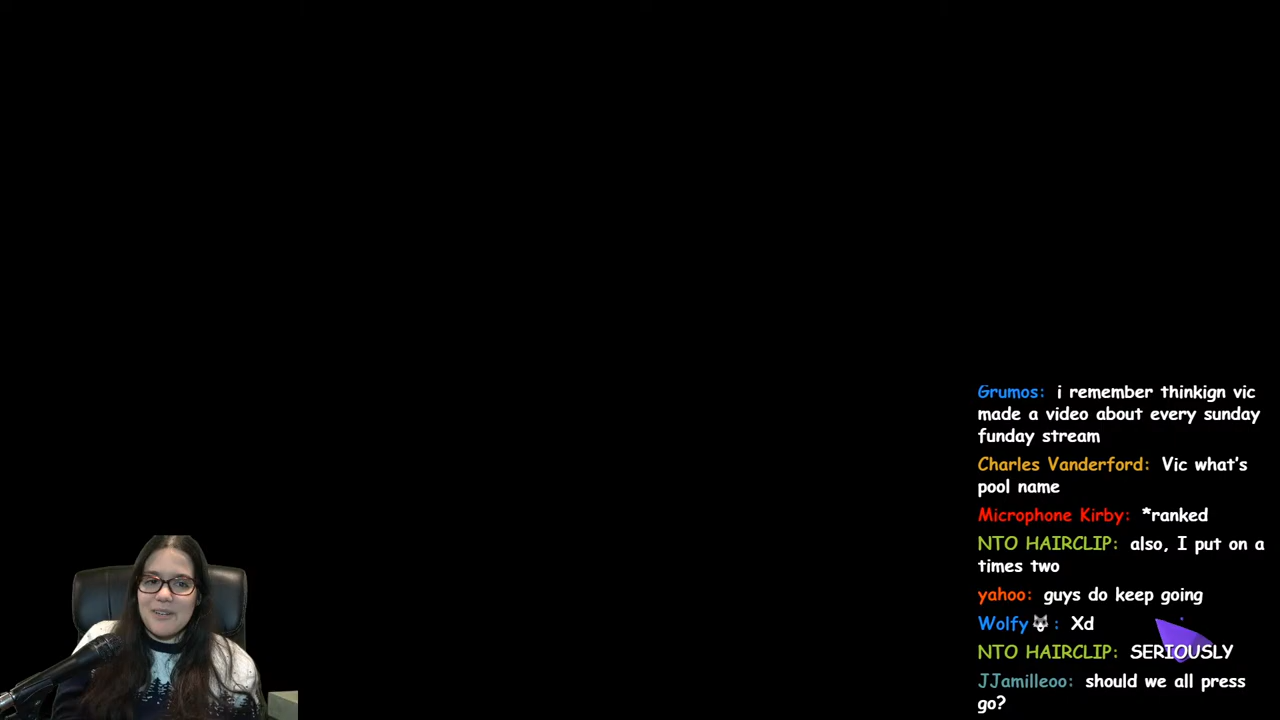 Grumos: i remember thinkign vic
made a video about every sunday
funday stream
Charles Vanderford: Vic what's
pool name
Microphone Kirby: *ranked
NTO HAIRCLIP: also, I put on a
times two
yahoo: guys do keep going
Wolfy🐺: Xd
NTO HAIRCLIP: SERIOUSLY
JJamilleoo: should we all press
go?